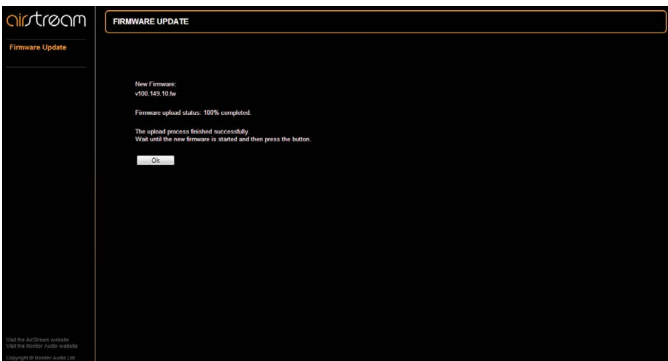 airstream
FIRMWARE UPDATE
Firmware Update
New Firmware:
v100.149.10.fw
Firmware upload status: 100% completed.
The upload process finished successfully.
Wait until the new firmware is started and then press the button.
Ok
Visit the AirStream website
Visit the Monitor Audio website
Copyright © Monitor Audio Ltd